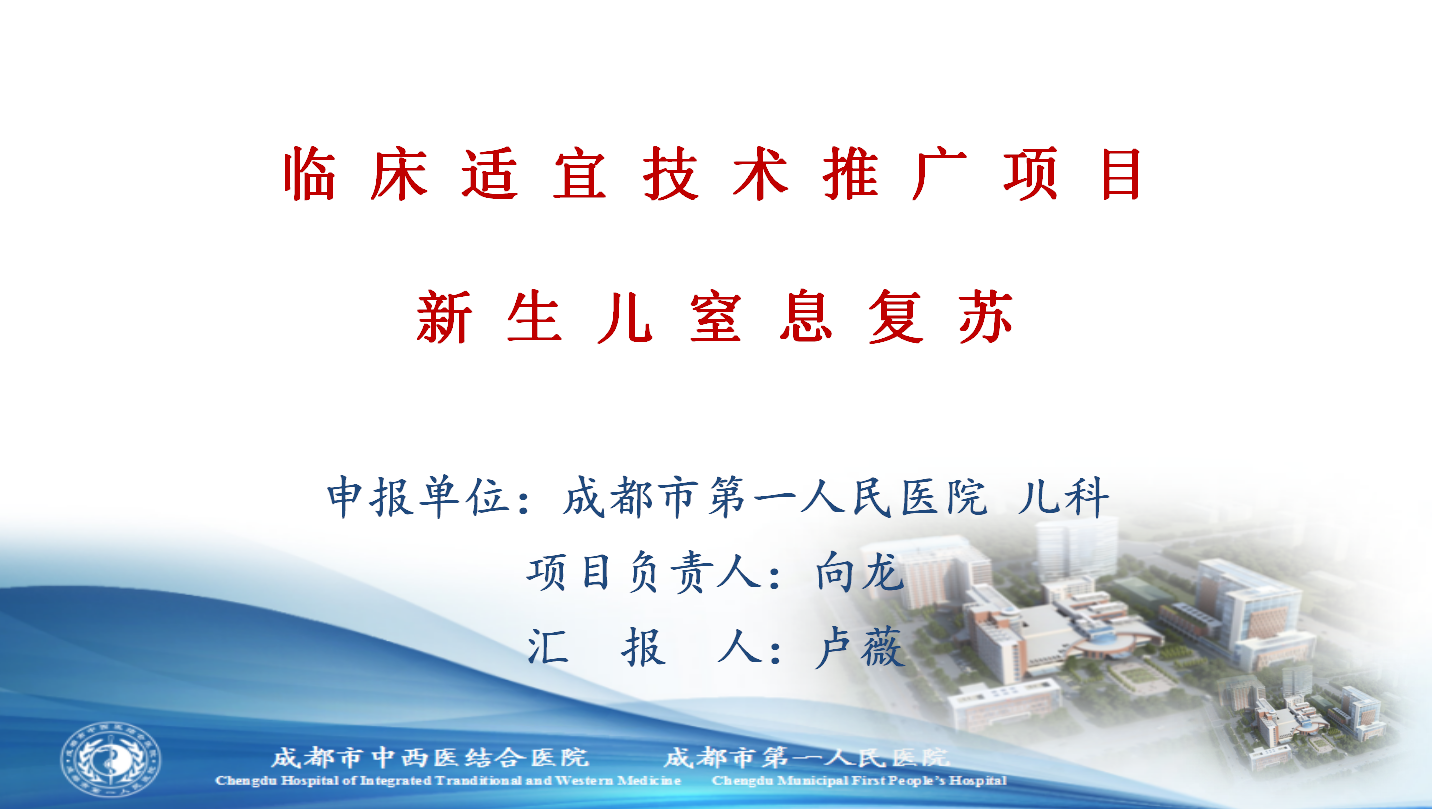 临床适宜技术推广项目
新生儿窒息复苏
申报单位：成都市第一人民医院 儿科
项目负责人：向龙
汇 报 人：卢薇
成都市中西医结合医院 成都市第一人民医院
Chengdu Hospital of Integrated Tranditional and Western Medicine Chengdu Municipal First People's Hospital